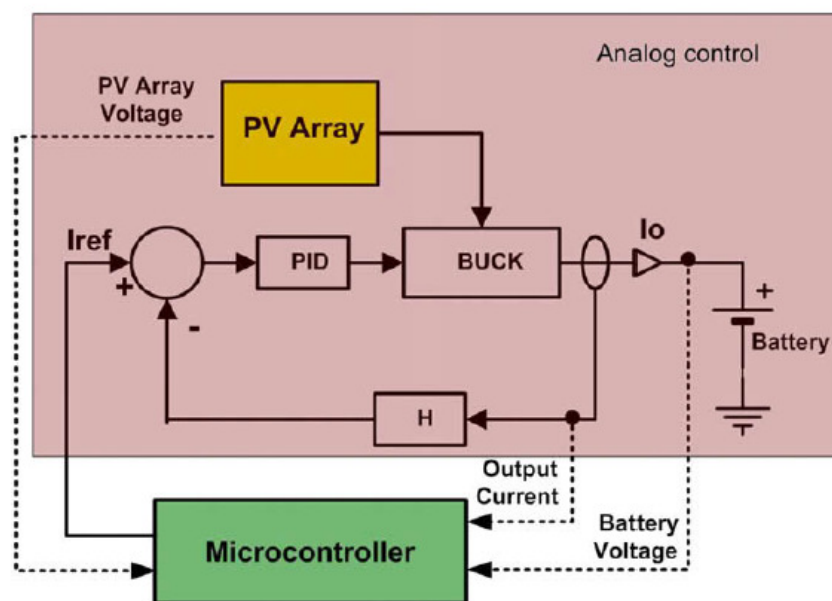 Analog control
PV Array
Voltage
PV Array
Iref
+
-
PID
BUCK
Io
+
Battery
H
Output
Current
Battery
Voltage
Microcontroller